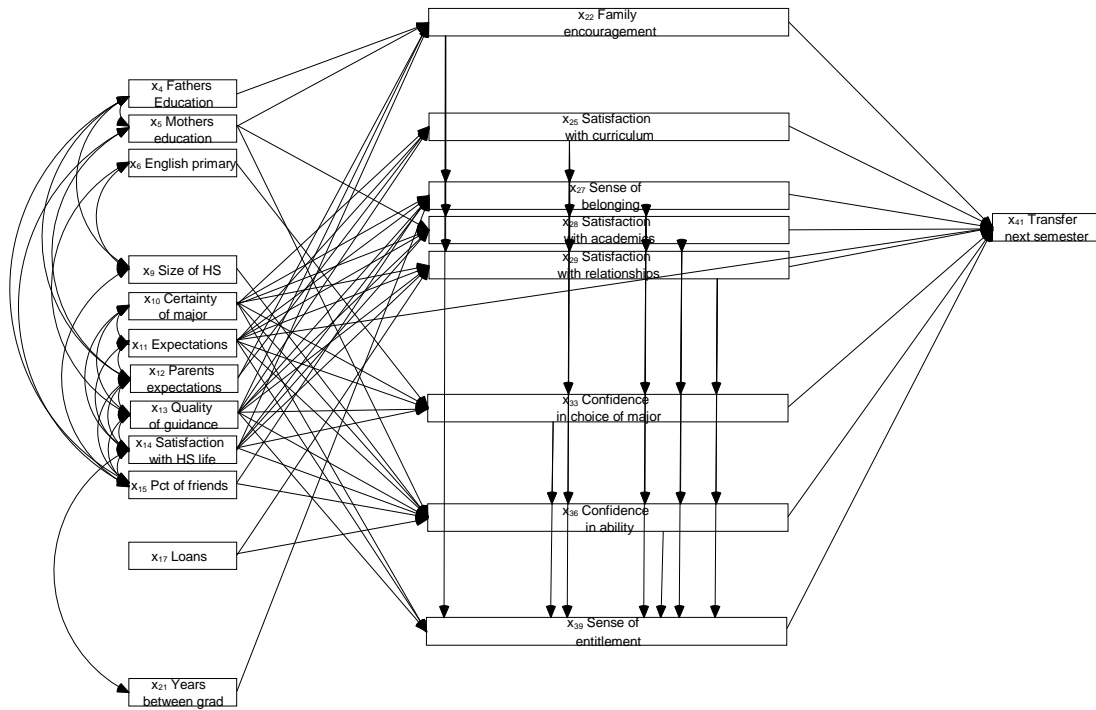 x₂₂ Family
encouragement
x₄ Fathers
Education
x₅ Mothers
education
x₆ English primary
x₉ Size of HS
x₁₀ Certainty
of major
x₁₁ Expectations
x₁₂ Parents
expectations
x₁₃ Quality
of guidance
x₁₄ Satisfaction
with HS life
x₁₅ Pct of friends
x₁₇ Loans
x₂₁ Years
between grad
x₂₅ Satisfaction
with curriculum
x₂₇ Sense of
belonging
x₂₈ Satisfaction
with academics
x₂₉ Satisfaction
with relationships
x₃₃ Confidence
in choice of major
x₃₆ Confidence
in ability
x₃₉ Sense of
entitlement
x₄₁ Transfer
next semester